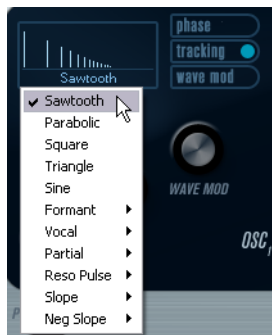 phase
tracking
wave mod
Sawtooth
Sawtooth
Parabolic
Square
Triangle
Sine
Formant
Vocal
Partial
Reso Pulse
Slope
Neg Slope
WAVE MOD
OSC 1
P